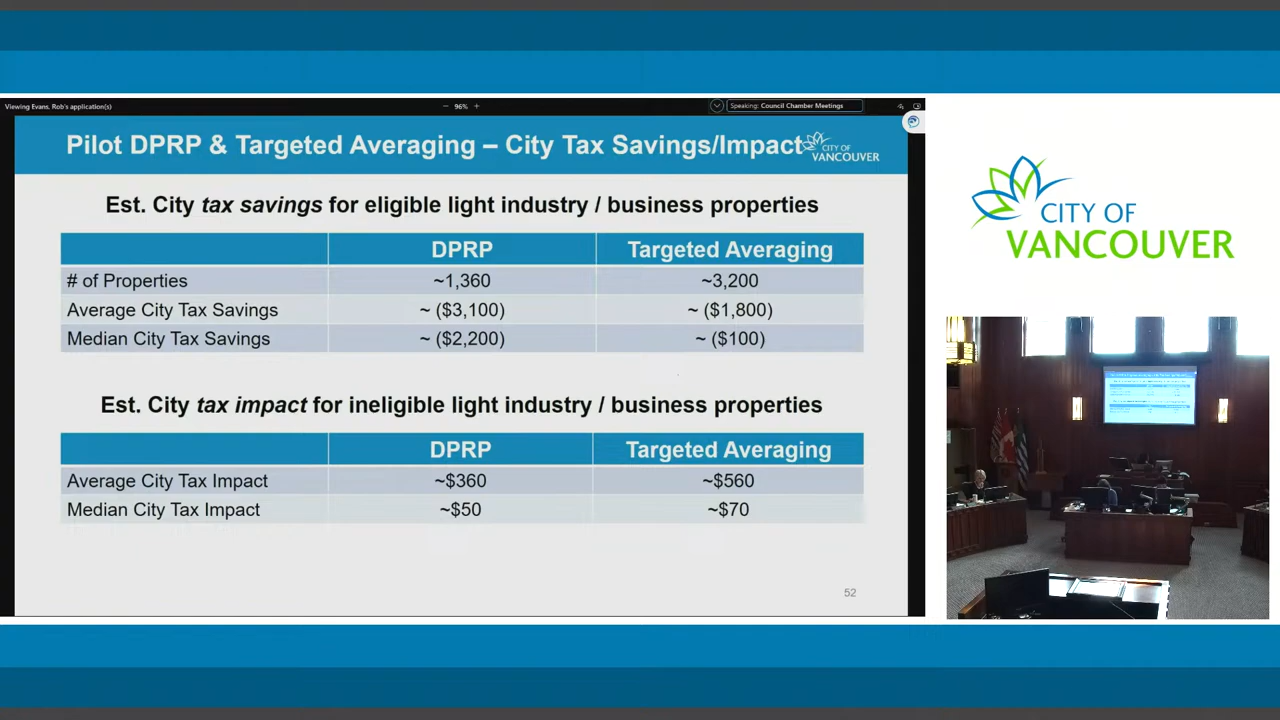 Viewing Evans, Rob's application(s)
− 96% +
Speaking: Council Chamber Meetings
Pilot DPRP & Targeted Averaging – City Tax Savings/Impact
CITY OF
VANCOUVER
Est. City tax savings for eligible light industry / business properties
DPRP Targeted Averaging
# of Properties ~1,360 ~3,200
Average City Tax Savings ~ ($3,100) ~ ($1,800)
Median City Tax Savings ~ ($2,200) ~ ($100)
Est. City tax impact for ineligible light industry / business properties
DPRP Targeted Averaging
Average City Tax Impact ~$360 ~$560
Median City Tax Impact ~$50 ~$70
52
CITY OF
VANCOUVER